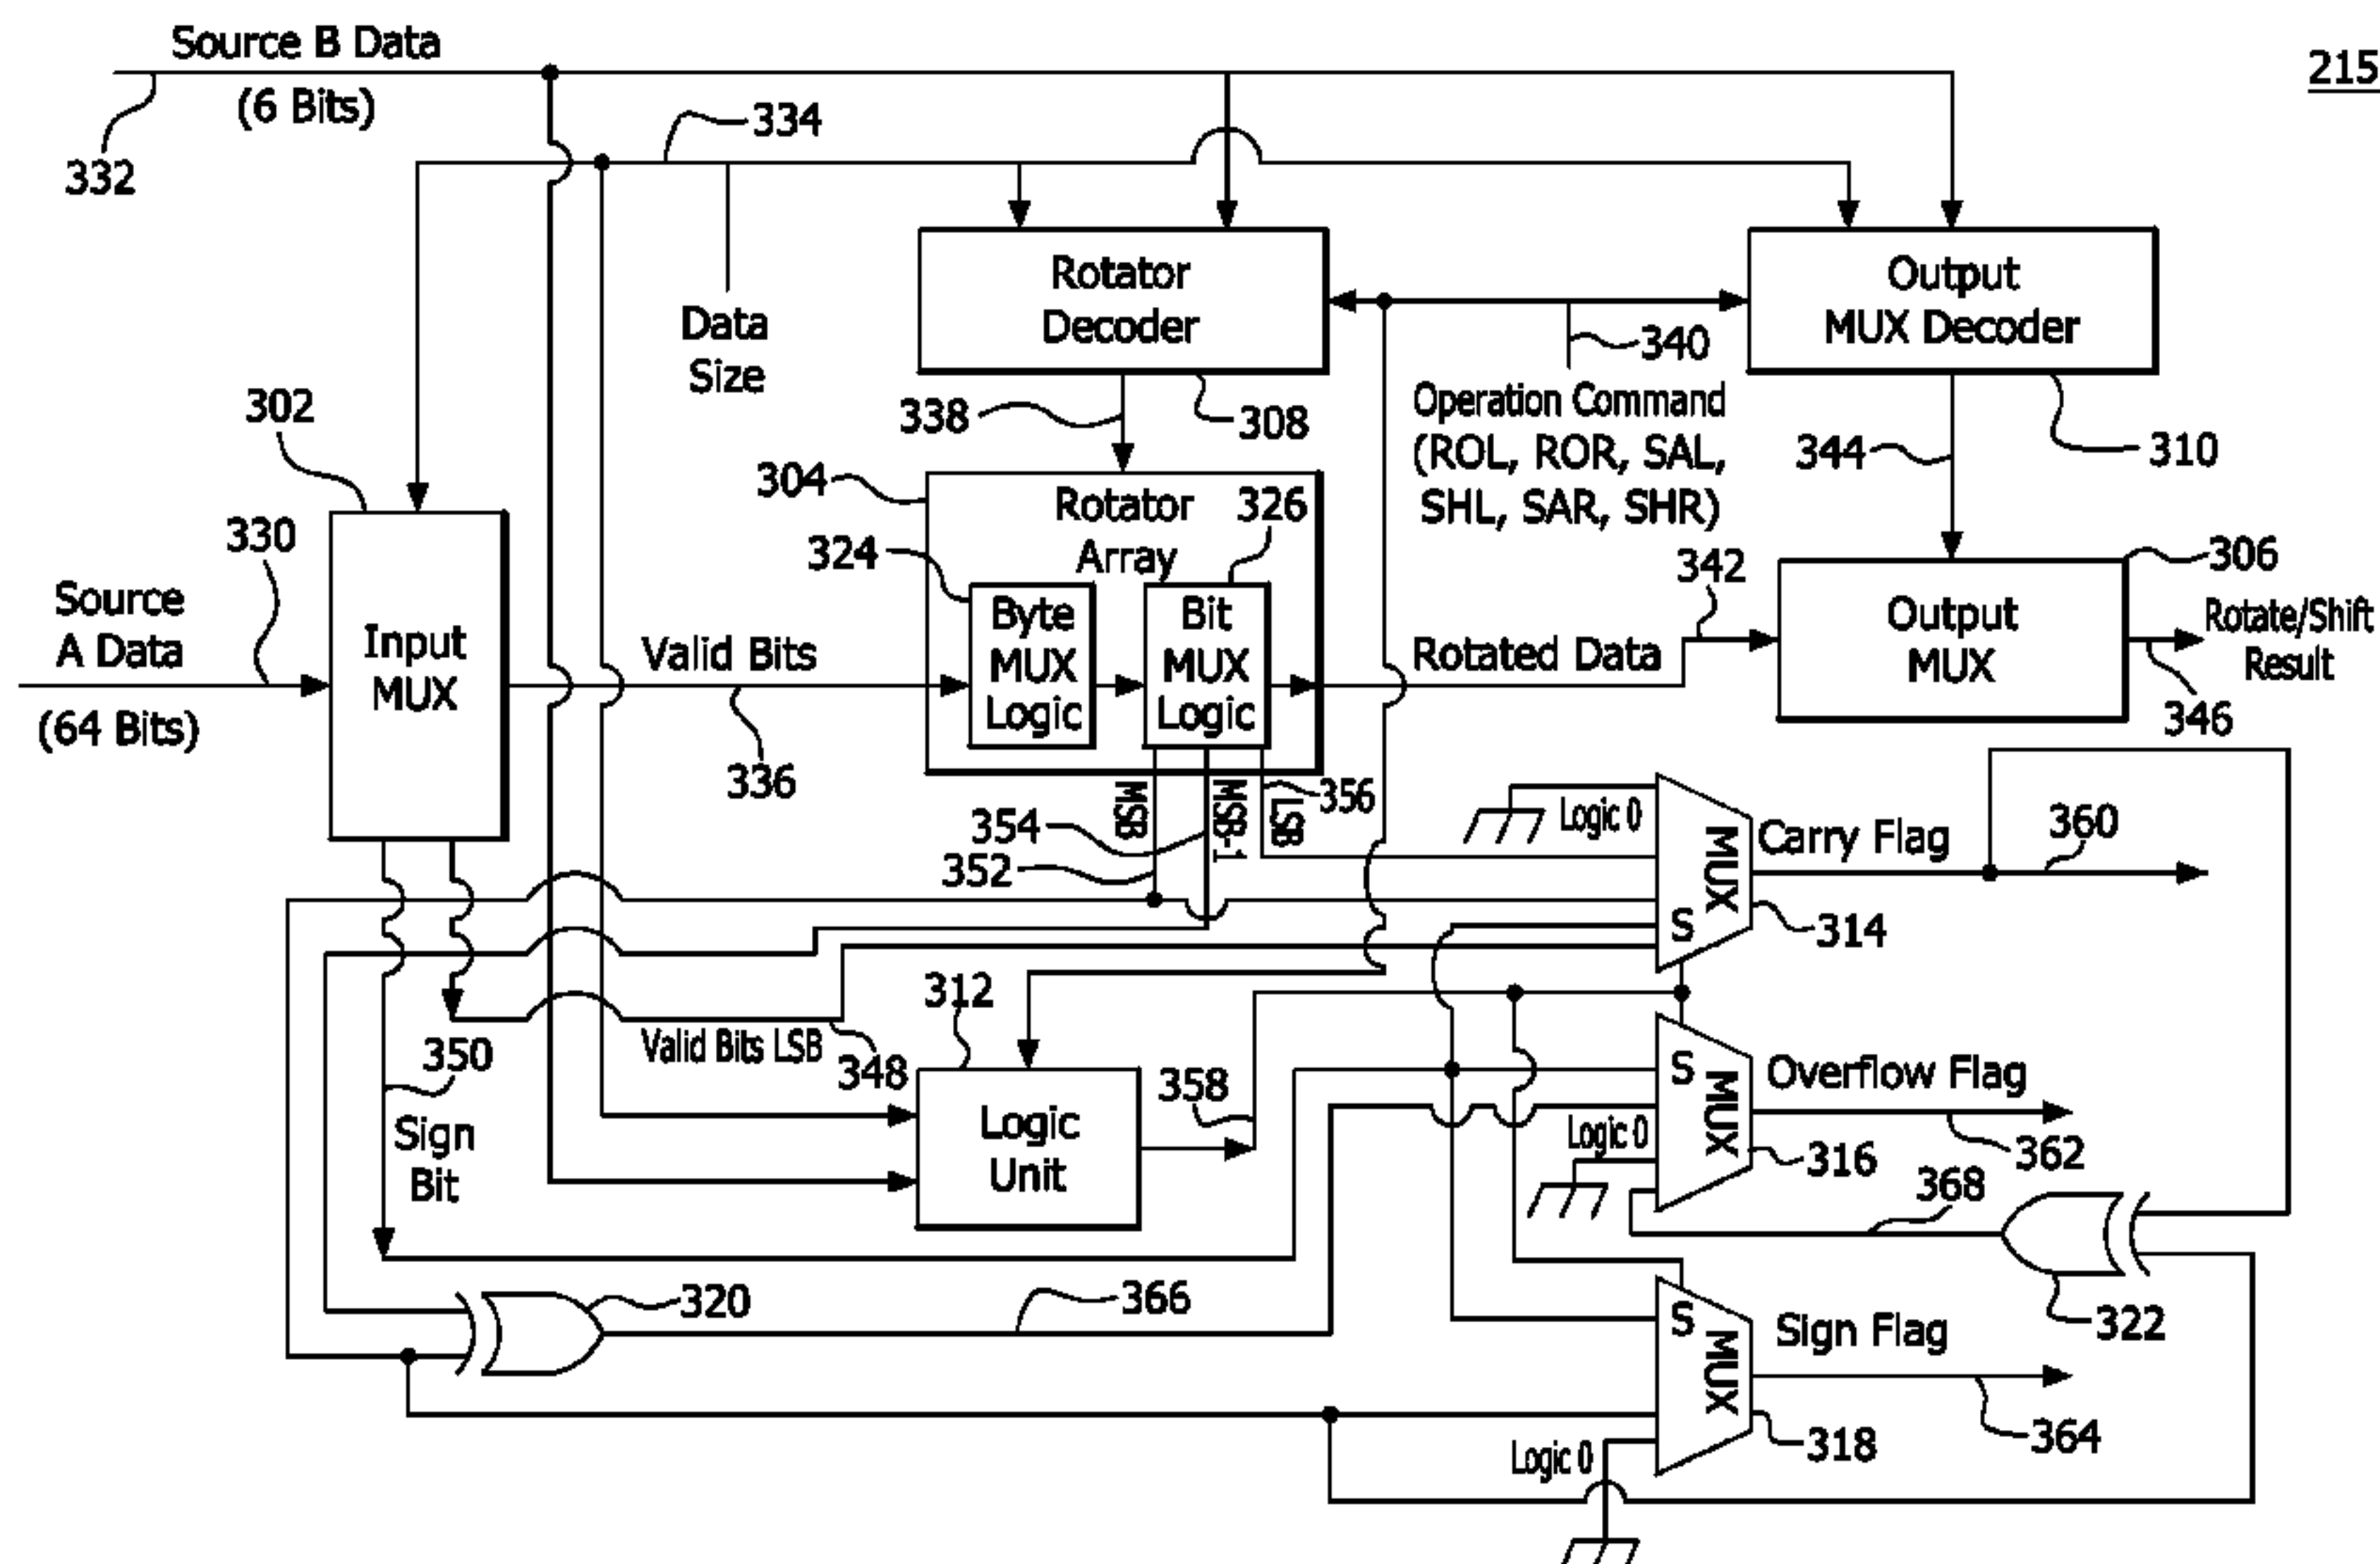 Source B Data
(6 Bits)
332
334
215
Data
Size
Rotator
Decoder
Output
MUX Decoder
340
Operation Command
(ROL, ROR, SAL,
SHL, SAR, SHR)
338
308
344
310
302
330
Source
A Data
(64 Bits)
Input
MUX
Valid Bits
336
304
324
Rotator
Array
326
Byte
MUX
Logic
Bit
MUX
Logic
Rotated Data
342
Output
MUX
306
Rotate/Shift
Result
346
MSB
MSB-1
LSB
356
354
352
Logic 0
MUX
S
Carry Flag
360
314
350
Sign
Bit
Valid Bits LSB
348
312
Logic
Unit
358
S
MUX
Logic 0
Overflow Flag
362
316
368
322
320
366
S
MUX
Logic 0
Sign Flag
364
318